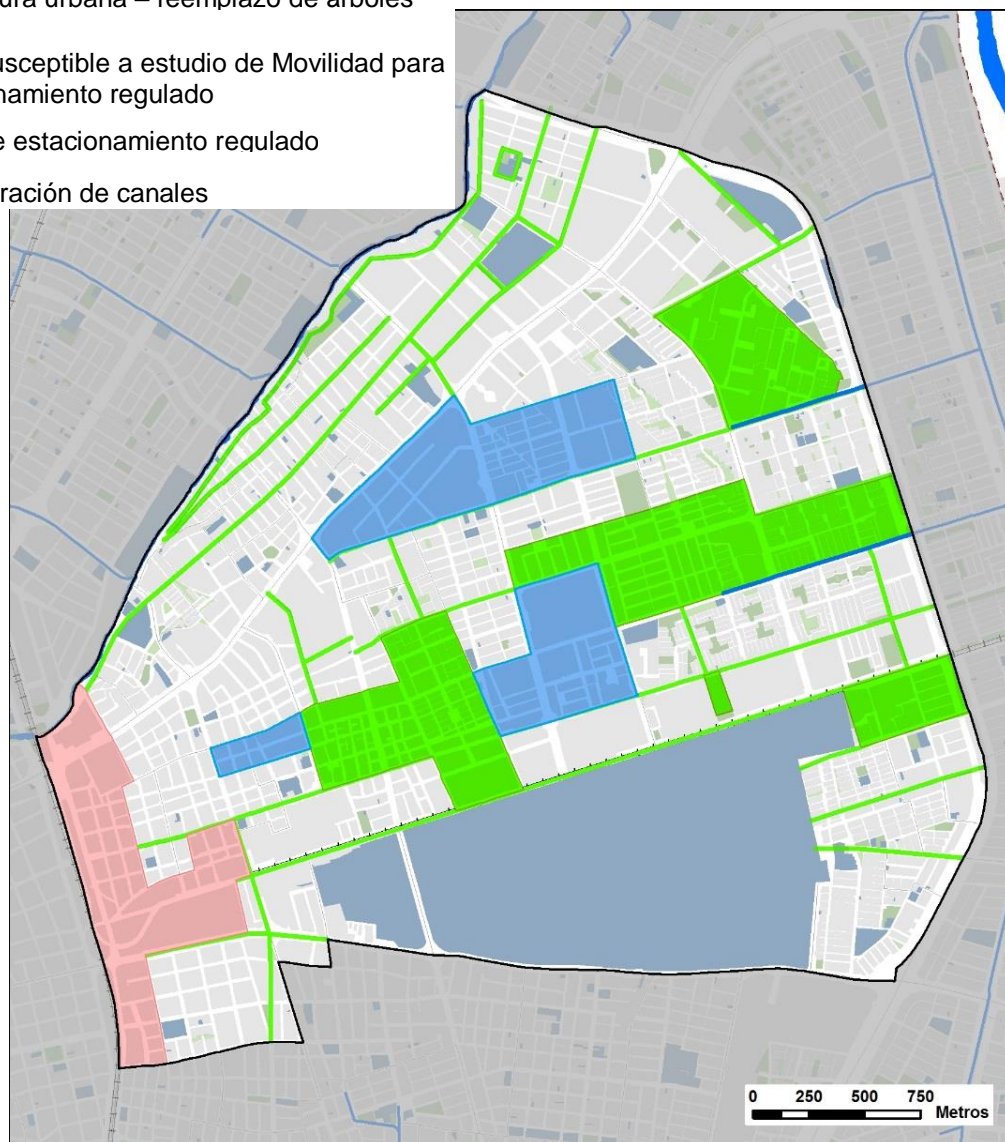 dura urbana – reemplazo de árboles
usceptible a estudio de Movilidad para
namiento regulado
e estacionamiento regulado
ración de canales
0 250 500 750
Metros